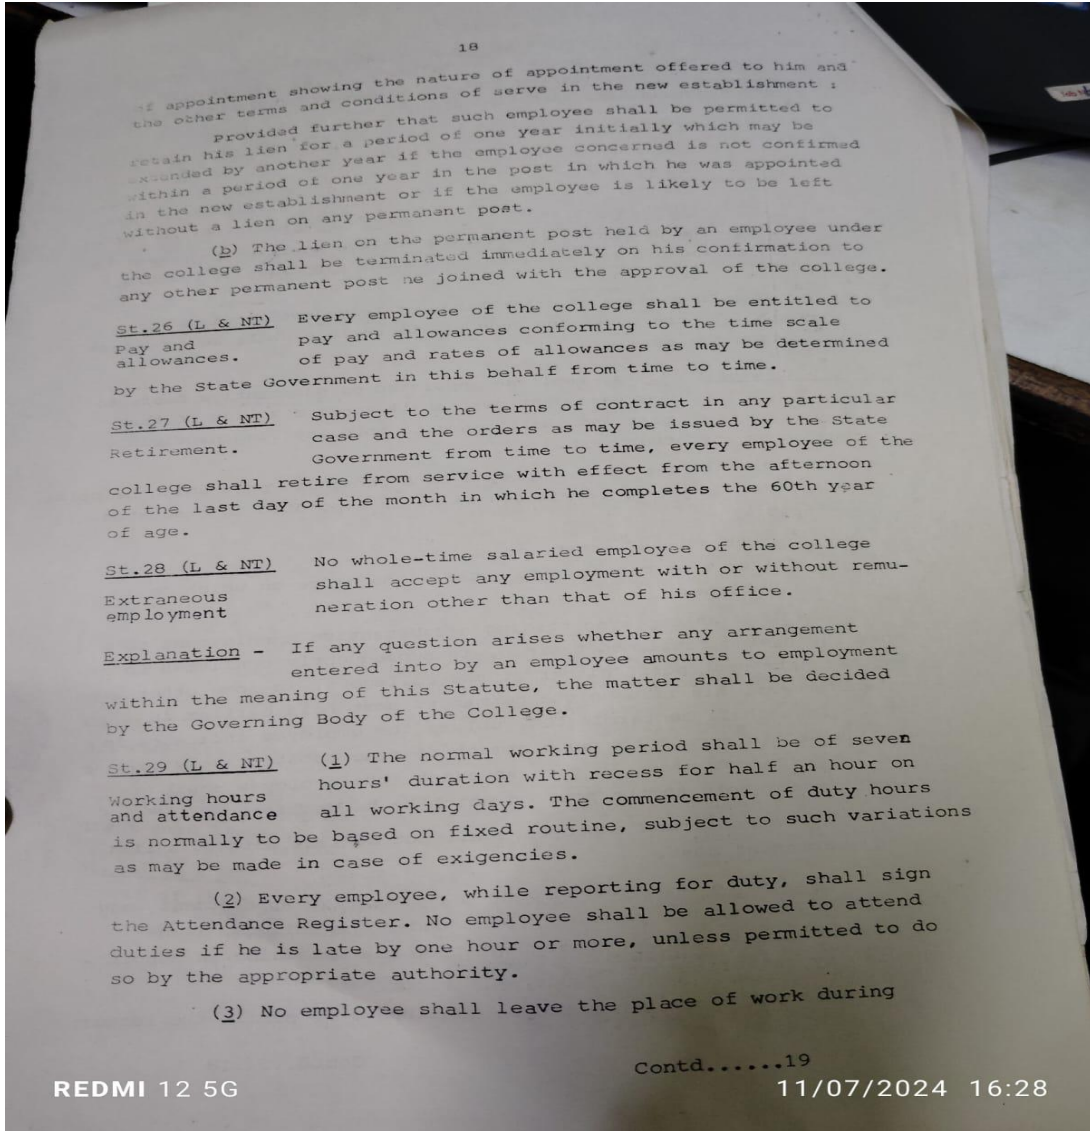 18
of appointment showing the nature of appointment offered to him and
the other terms and conditions of serve in the new establishment :
Provided further that such employee shall be permitted to
retain his lien for a period of one year initially which may be
extended by another year if the employee concerned is not confirmed
within a period of one year in the post in which he was appointed
in the new establishment or if the employee is likely to be left
without a lien on any permanent post.
(b) The lien on the permanent post held by an employee under
the college shall be terminated immediately on his confirmation to
any other permanent post he joined with the approval of the college.
St.26 (L & NT) Every employee of the college shall be entitled to
Pay and pay and allowances conforming to the time scale
allowances. of pay and rates of allowances as may be determined
by the State Government in this behalf from time to time.
St.27 (L & NT) Subject to the terms of contract in any particular
case and the orders as may be issued by the State
Retirement. Government from time to time, every employee of the
college shall retire from service with effect from the afternoon
of the last day of the month in which he completes the 60th year
of age.
St.28 (L & NT) No whole-time salaried employee of the college
Extraneous shall accept any employment with or without remu-
employment neration other than that of his office.
Explanation - If any question arises whether any arrangement
entered into by an employee amounts to employment
within the meaning of this Statute, the matter shall be decided
by the Governing Body of the College.
St.29 (L & NT) (1) The normal working period shall be of seven
Working hours hours' duration with recess for half an hour on
and attendance all working days. The commencement of duty hours
is normally to be based on fixed routine, subject to such variations
as may be made in case of exigencies.
(2) Every employee, while reporting for duty, shall sign
the Attendance Register. No employee shall be allowed to attend
duties if he is late by one hour or more, unless permitted to do
so by the appropriate authority.
(3) No employee shall leave the place of work during
Contd......19
REDMI 12 5G
11/07/2024 16:28